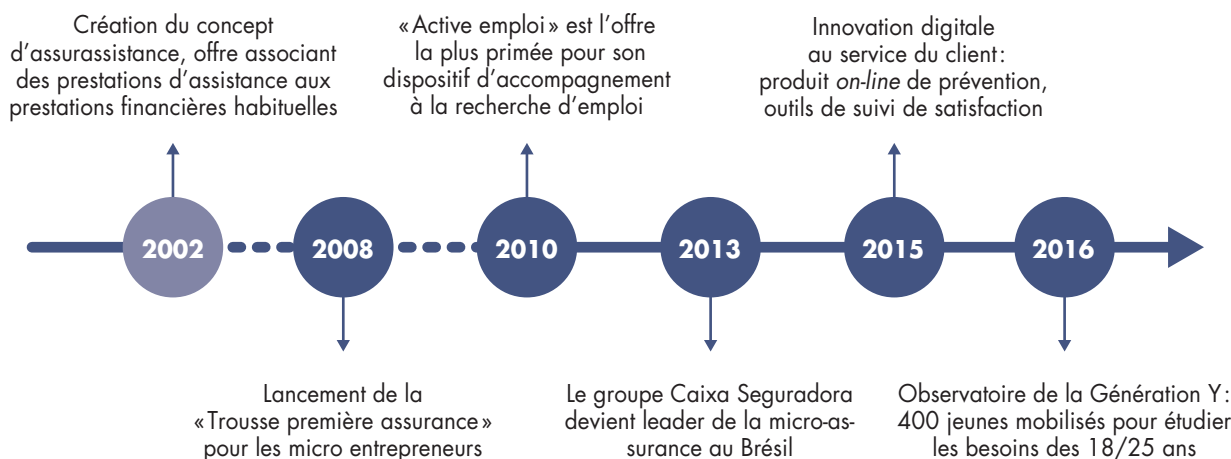 Création du concept
d'assurassistance, offre associant
des prestations d'assistance aux
prestations financières habituelles
«Active emploi» est l'offre
la plus primée pour son
dispositif d'accompagnement
à la recherche d'emploi
Innovation digitale
au service du client:
produit on-line de prévention,
outils de suivi de satisfaction
2002
2008
2010
2013
2015
2016
Lancement de la
«Trousse première assurance»
pour les micro entrepreneurs
Le groupe Caixa Seguradora
devient leader de la micro-as-
surance au Brésil
Observatoire de la Génération Y:
400 jeunes mobilisés pour étudier
les besoins des 18/25 ans